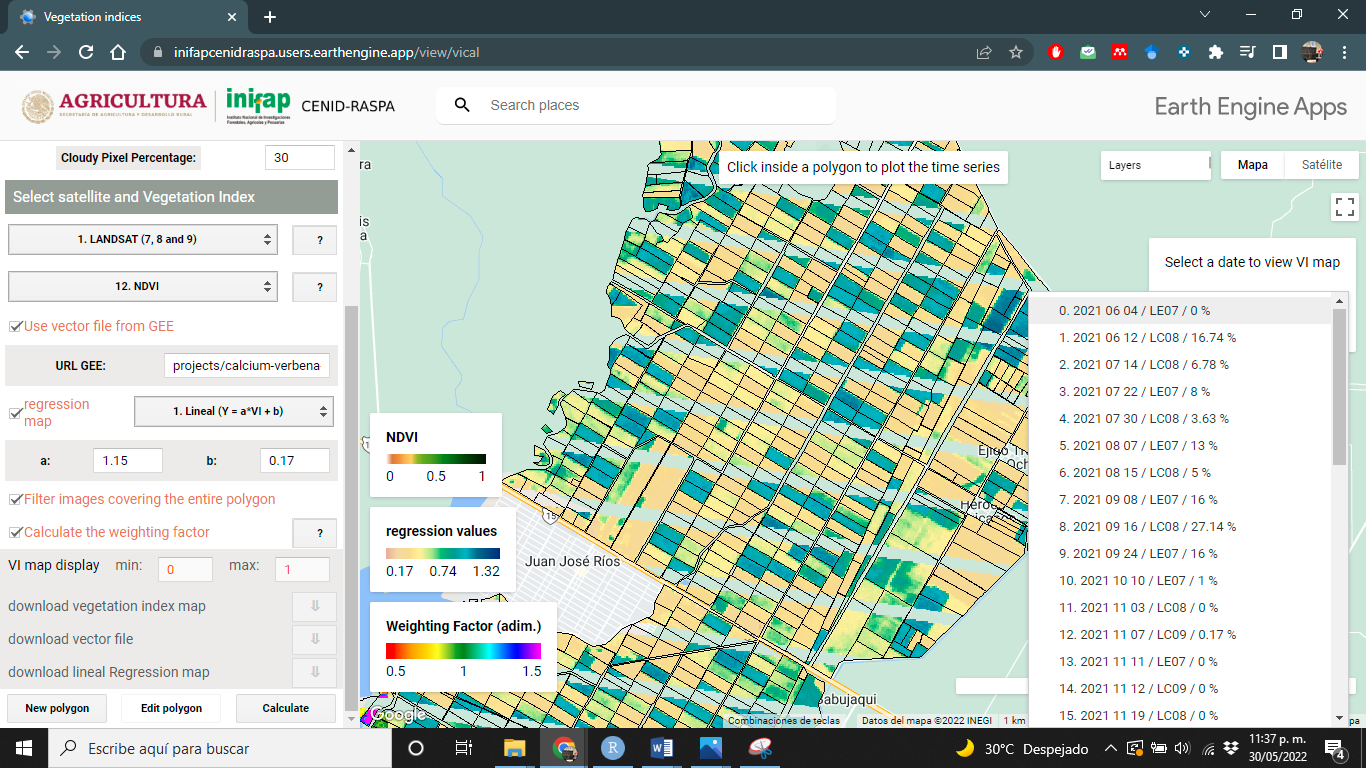 Vegetation indices
inifapcenidraspa.users.earthengine.app/view/vical
AGRICULTURA
SECRETARÍA DE AGRICULTURA Y DESARROLLO RURAL
inifap
Instituto Nacional de Investigaciones
Forestales, Agrícolas y Pecuarias
CENID-RASPA
Search places
Earth Engine Apps
Cloudy Pixel Percentage:
30
Select satellite and Vegetation Index
1. LANDSAT (7, 8 and 9)
?
12. NDVI
?
Use vector file from GEE
URL GEE:
projects/calcium-verbena
regression
map
1. Lineal (Y = a*VI + b)
a:
1.15
b:
0.17
Filter images covering the entire polygon
Calculate the weighting factor
?
VI map display
min:
0
max:
1
download vegetation index map
download vector file
download lineal Regression map
New polygon
Edit polygon
Calculate
Click inside a polygon to plot the time series
Layers
Mapa
Satélite
Select a date to view VI map
0. 2021 06 04 / LE07 / 0 %
1. 2021 06 12 / LC08 / 16.74 %
2. 2021 07 14 / LC08 / 6.78 %
3. 2021 07 22 / LE07 / 8 %
4. 2021 07 30 / LC08 / 3.63 %
5. 2021 08 07 / LE07 / 13 %
6. 2021 08 15 / LC08 / 5 %
7. 2021 09 08 / LE07 / 16 %
8. 2021 09 16 / LC08 / 27.14 %
9. 2021 09 24 / LE07 / 16 %
10. 2021 10 10 / LE07 / 1 %
11. 2021 11 03 / LC08 / 0 %
12. 2021 11 07 / LC09 / 0.17 %
13. 2021 11 11 / LE07 / 0 %
14. 2021 11 12 / LC09 / 0 %
15. 2021 11 19 / LC08 / 0 %
NDVI
0 0.5 1
regression values
0.17 0.74 1.32
Weighting Factor (adim.)
0.5 1 1.5
15
Juan José Ríos
Google
Combinaciones de teclas
Datos del mapa ©2022 INEGI
1 km
Escribe aquí para buscar
30°C Despejado
11:37 p. m.
30/05/2022
4